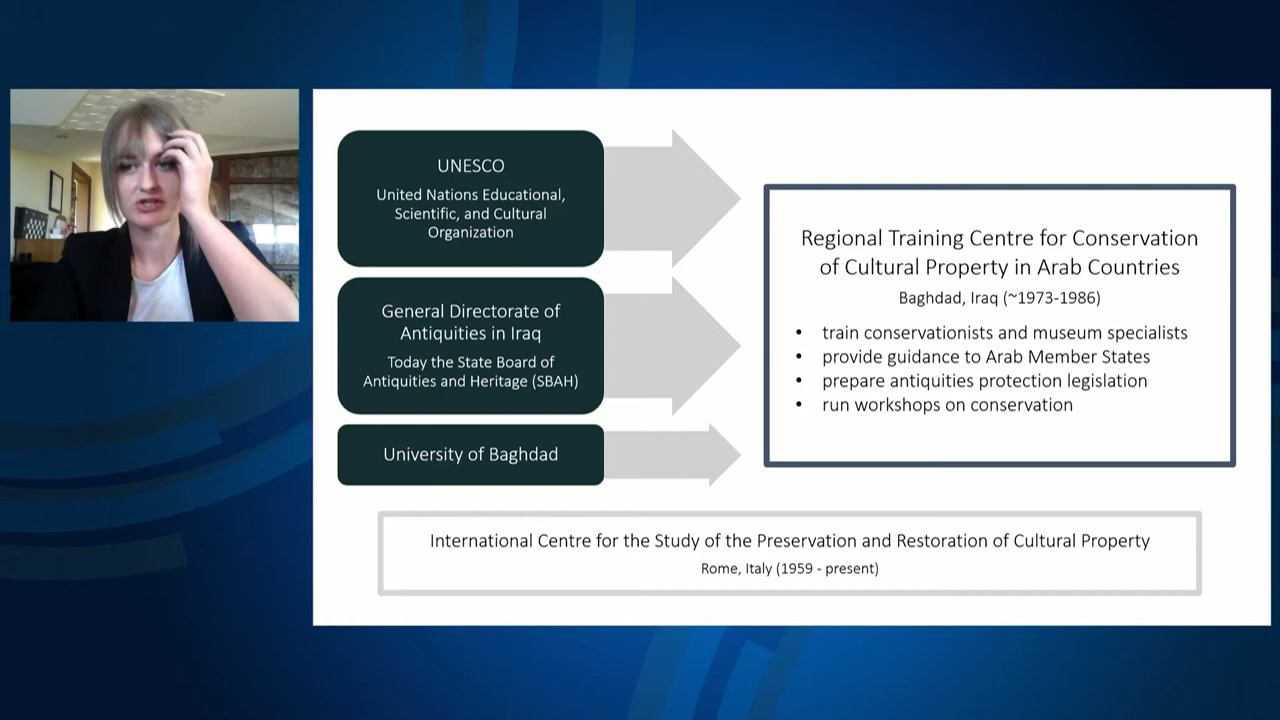 UNESCO
United Nations Educational,
Scientific, and Cultural
Organization
General Directorate of
Antiquities in Iraq
Today the State Board of
Antiquities and Heritage (SBAH)
University of Baghdad
Regional Training Centre for Conservation
of Cultural Property in Arab Countries
Baghdad, Iraq (~1973-1986)
• train conservationists and museum specialists
• provide guidance to Arab Member States
• prepare antiquities protection legislation
• run workshops on conservation
International Centre for the Study of the Preservation and Restoration of Cultural Property
Rome, Italy (1959 - present)